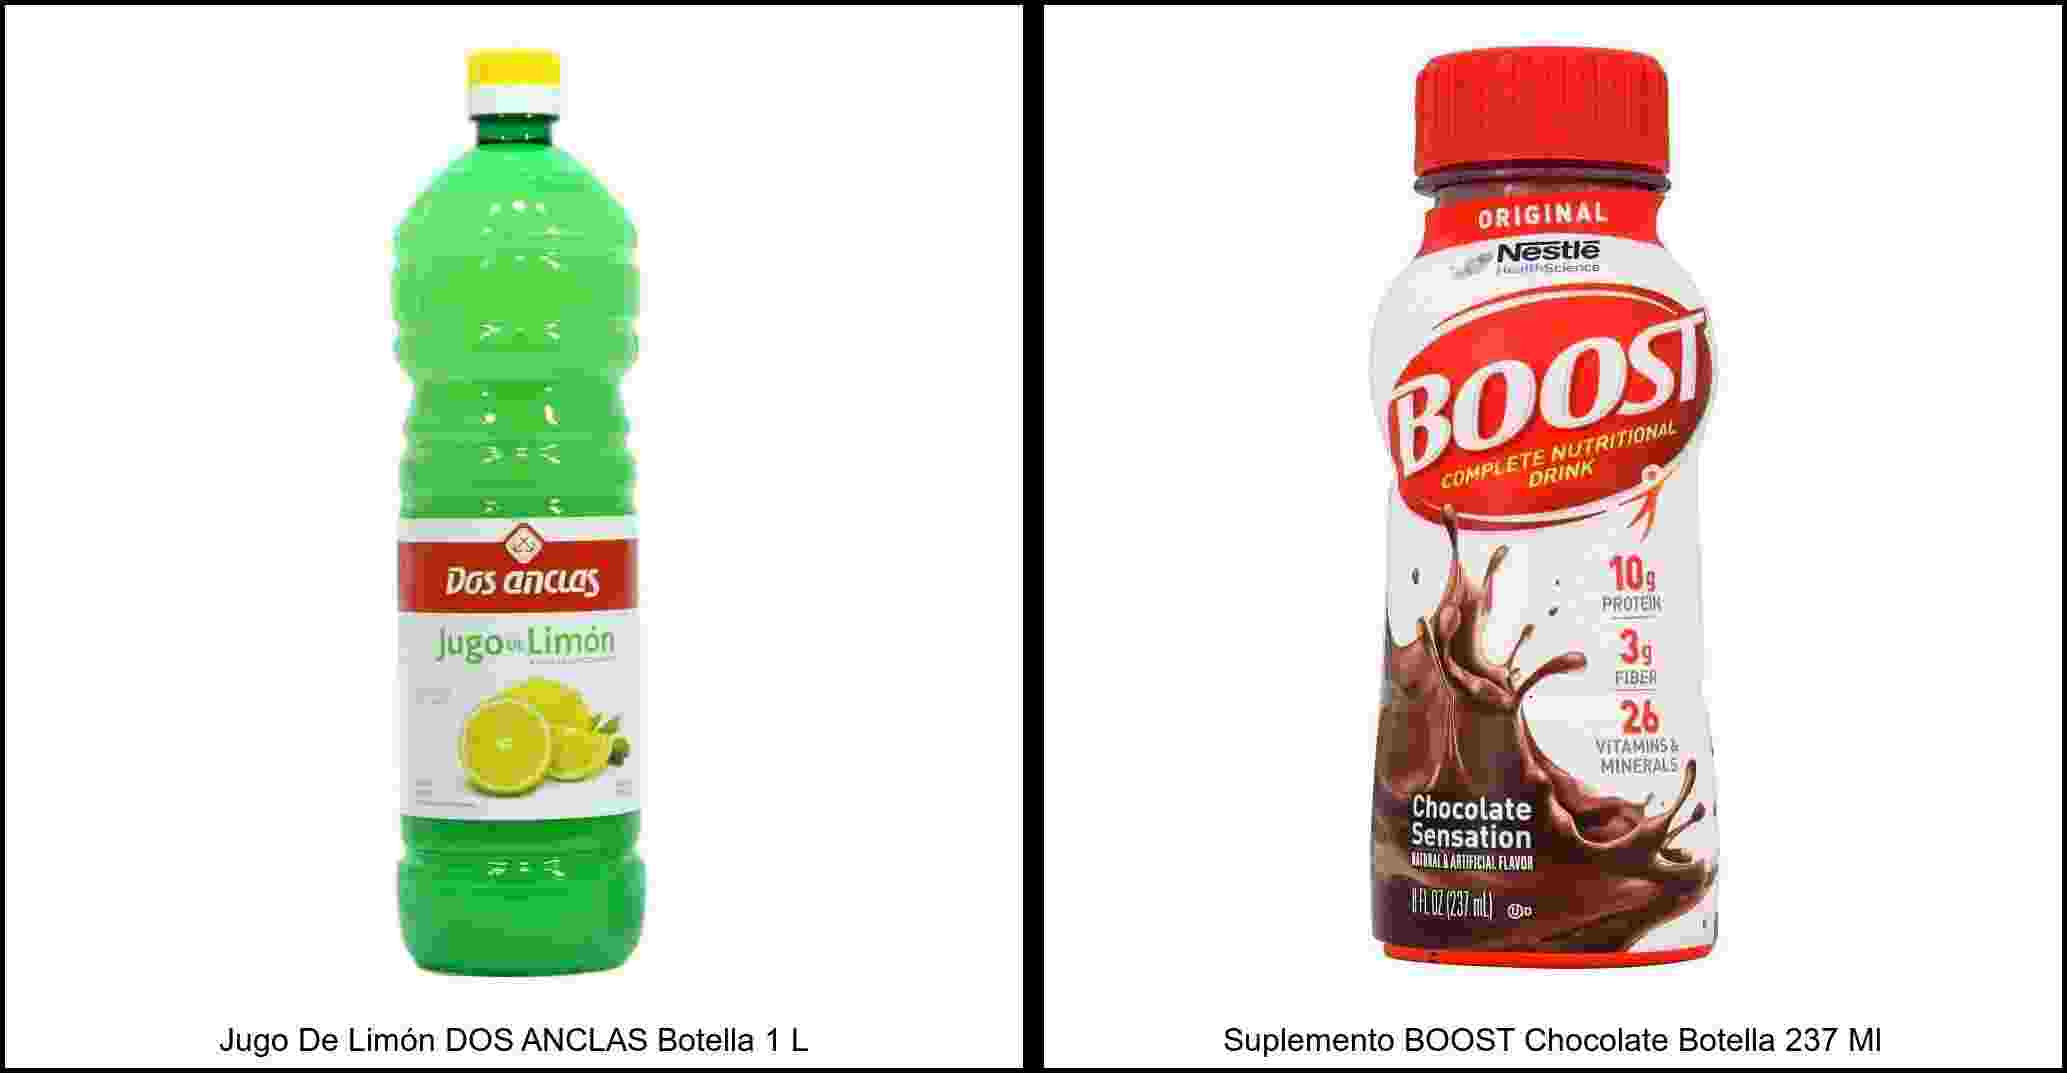 Dos anclas
Jugo DE Limón
Jugo De Limón DOS ANCLAS Botella 1 L
ORIGINAL
Nestlé
HealthScience
BOOST
COMPLETE NUTRITIONAL
DRINK
10g
PROTEIN
3g
FIBER
26
VITAMINS &
MINERALS
Chocolate
Sensation
NATURAL & ARTIFICIAL FLAVOR
8 FL OZ (237 mL)
Suplemento BOOST Chocolate Botella 237 Ml